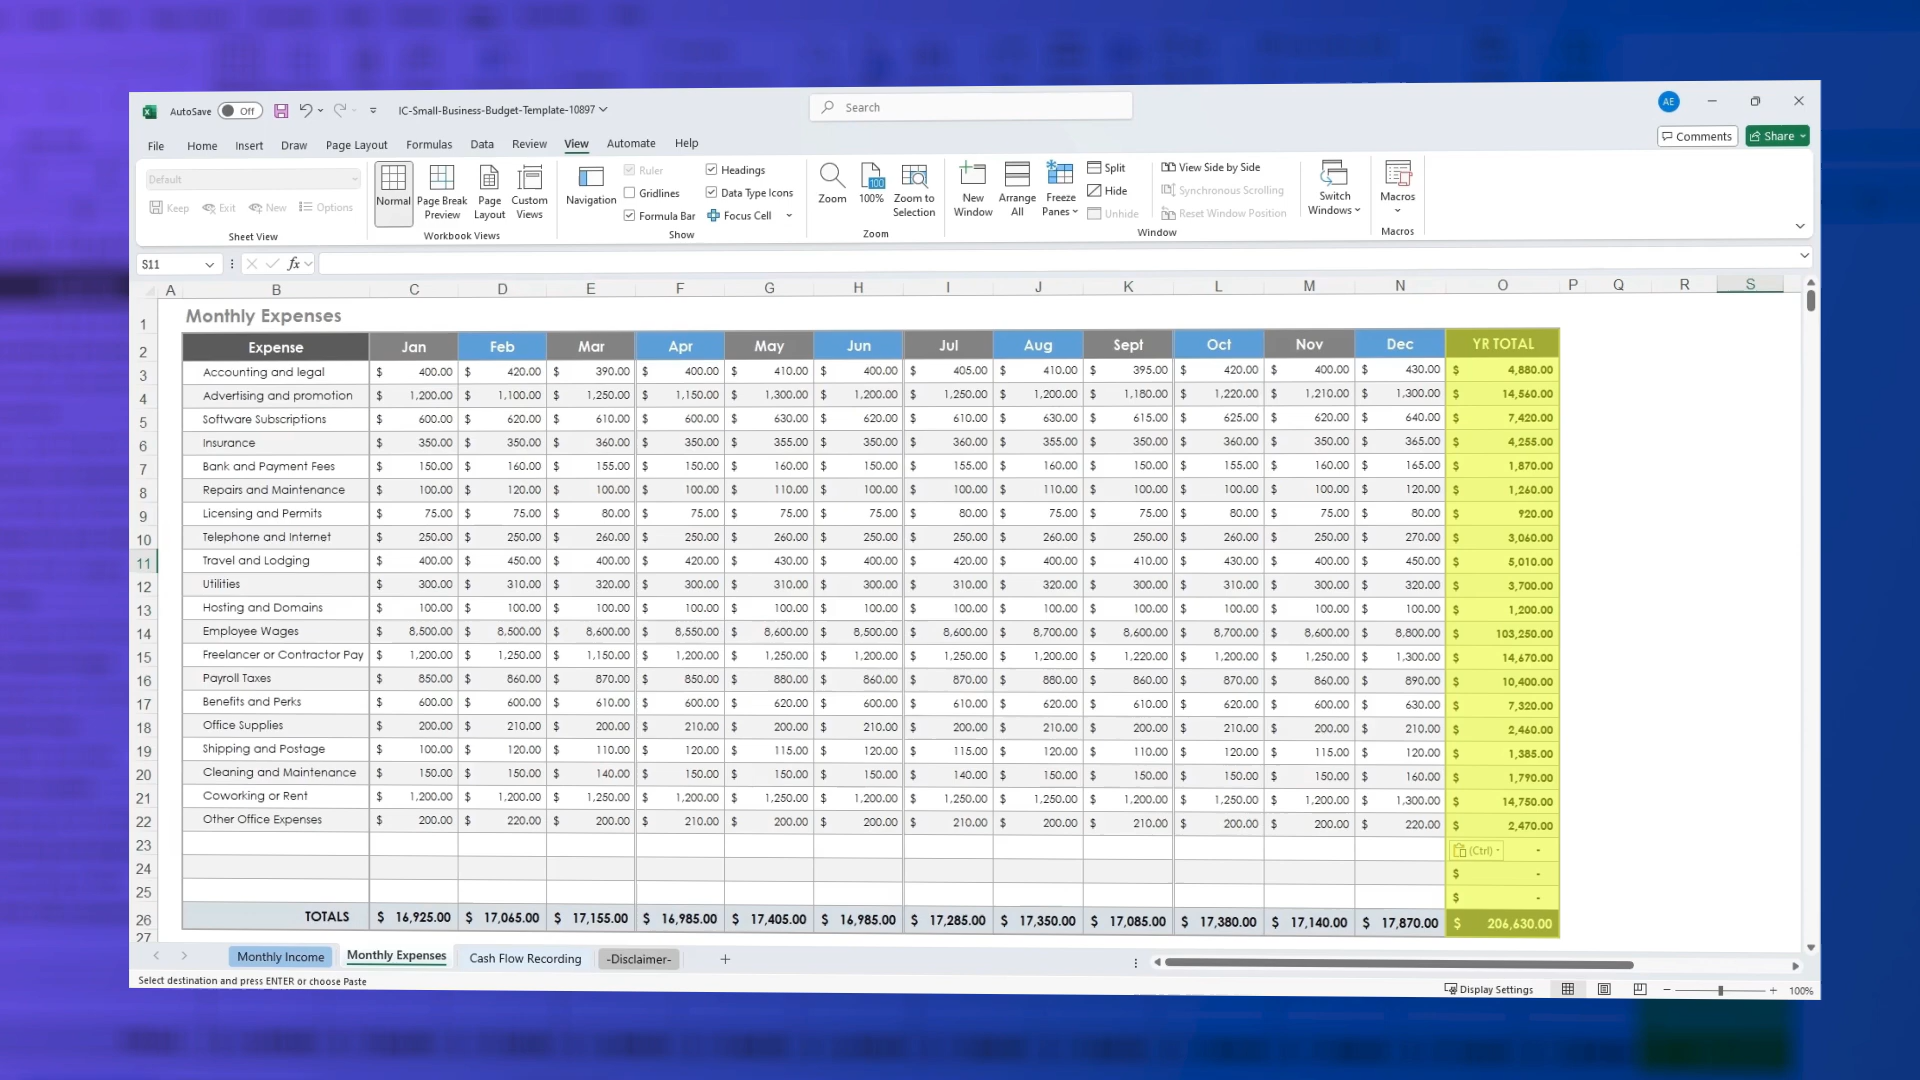 AutoSave Off IC-Small-Business-Budget-Template-10897 Search AE
File Home Insert Draw Page Layout Formulas Data Review View Automate Help Comments Share
Default
Keep Exit New Options
Sheet View
Normal Page Break Preview Page Layout Custom Views
Workbook Views
Navigation
Ruler Headings
Gridlines Data Type Icons
Formula Bar Focus Cell
Show
Zoom 100 100% Zoom to Selection
Zoom
New Window Arrange All Freeze Panes
Split View Side by Side
Hide Synchronous Scrolling
Unhide Reset Window Position
Window
Switch Windows
Macros
Macros
S11 fx
A B C D E F G H I J K L M N O P Q R S
1 Monthly Expenses
2 Expense Jan Feb Mar Apr May Jun Jul Aug Sept Oct Nov Dec YR TOTAL
3 Accounting and legal $ 400.00 $ 420.00 $ 390.00 $ 400.00 $ 410.00 $ 400.00 $ 405.00 $ 410.00 $ 395.00 $ 420.00 $ 400.00 $ 430.00 $ 4,880.00
4 Advertising and promotion $ 1,200.00 $ 1,100.00 $ 1,250.00 $ 1,150.00 $ 1,300.00 $ 1,200.00 $ 1,250.00 $ 1,200.00 $ 1,180.00 $ 1,220.00 $ 1,210.00 $ 1,300.00 $ 14,560.00
5 Software Subscriptions $ 600.00 $ 620.00 $ 610.00 $ 600.00 $ 630.00 $ 620.00 $ 610.00 $ 630.00 $ 615.00 $ 625.00 $ 620.00 $ 640.00 $ 7,420.00
6 Insurance $ 350.00 $ 350.00 $ 360.00 $ 350.00 $ 355.00 $ 350.00 $ 360.00 $ 355.00 $ 350.00 $ 360.00 $ 350.00 $ 365.00 $ 4,255.00
7 Bank and Payment Fees $ 150.00 $ 160.00 $ 155.00 $ 150.00 $ 160.00 $ 150.00 $ 155.00 $ 160.00 $ 150.00 $ 155.00 $ 160.00 $ 165.00 $ 1,870.00
8 Repairs and Maintenance $ 100.00 $ 120.00 $ 100.00 $ 100.00 $ 110.00 $ 100.00 $ 100.00 $ 110.00 $ 100.00 $ 100.00 $ 100.00 $ 120.00 $ 1,260.00
9 Licensing and Permits $ 75.00 $ 75.00 $ 80.00 $ 75.00 $ 75.00 $ 75.00 $ 80.00 $ 75.00 $ 75.00 $ 80.00 $ 75.00 $ 80.00 $ 920.00
10 Telephone and Internet $ 250.00 $ 250.00 $ 260.00 $ 250.00 $ 260.00 $ 250.00 $ 250.00 $ 260.00 $ 250.00 $ 260.00 $ 250.00 $ 270.00 $ 3,060.00
11 Travel and Lodging $ 400.00 $ 450.00 $ 400.00 $ 420.00 $ 430.00 $ 400.00 $ 420.00 $ 400.00 $ 410.00 $ 430.00 $ 400.00 $ 450.00 $ 5,010.00
12 Utilities $ 300.00 $ 310.00 $ 320.00 $ 300.00 $ 310.00 $ 300.00 $ 310.00 $ 320.00 $ 300.00 $ 310.00 $ 300.00 $ 320.00 $ 3,700.00
13 Hosting and Domains $ 100.00 $ 100.00 $ 100.00 $ 100.00 $ 100.00 $ 100.00 $ 100.00 $ 100.00 $ 100.00 $ 100.00 $ 100.00 $ 100.00 $ 1,200.00
14 Employee Wages $ 8,500.00 $ 8,500.00 $ 8,600.00 $ 8,550.00 $ 8,600.00 $ 8,500.00 $ 8,600.00 $ 8,700.00 $ 8,600.00 $ 8,700.00 $ 8,600.00 $ 8,800.00 $ 103,250.00
15 Freelancer or Contractor Pay $ 1,200.00 $ 1,250.00 $ 1,150.00 $ 1,200.00 $ 1,250.00 $ 1,200.00 $ 1,250.00 $ 1,200.00 $ 1,220.00 $ 1,200.00 $ 1,250.00 $ 1,300.00 $ 14,670.00
16 Payroll Taxes $ 850.00 $ 860.00 $ 870.00 $ 850.00 $ 880.00 $ 860.00 $ 870.00 $ 880.00 $ 860.00 $ 870.00 $ 860.00 $ 890.00 $ 10,400.00
17 Benefits and Perks $ 600.00 $ 600.00 $ 610.00 $ 600.00 $ 620.00 $ 600.00 $ 610.00 $ 620.00 $ 610.00 $ 620.00 $ 600.00 $ 630.00 $ 7,320.00
18 Office Supplies $ 200.00 $ 210.00 $ 200.00 $ 210.00 $ 200.00 $ 210.00 $ 200.00 $ 210.00 $ 200.00 $ 210.00 $ 200.00 $ 210.00 $ 2,460.00
19 Shipping and Postage $ 100.00 $ 120.00 $ 110.00 $ 120.00 $ 115.00 $ 120.00 $ 115.00 $ 120.00 $ 110.00 $ 120.00 $ 115.00 $ 120.00 $ 1,385.00
20 Cleaning and Maintenance $ 150.00 $ 150.00 $ 140.00 $ 150.00 $ 150.00 $ 150.00 $ 140.00 $ 150.00 $ 150.00 $ 150.00 $ 150.00 $ 160.00 $ 1,790.00
21 Coworking or Rent $ 1,200.00 $ 1,200.00 $ 1,250.00 $ 1,200.00 $ 1,250.00 $ 1,200.00 $ 1,250.00 $ 1,250.00 $ 1,200.00 $ 1,250.00 $ 1,200.00 $ 1,300.00 $ 14,750.00
22 Other Office Expenses $ 200.00 $ 220.00 $ 200.00 $ 210.00 $ 200.00 $ 200.00 $ 210.00 $ 200.00 $ 210.00 $ 200.00 $ 200.00 $ 220.00 $ 2,470.00
23 (Ctrl) -
24 $ -
25 $ -
26 TOTALS $ 16,925.00 $ 17,065.00 $ 17,155.00 $ 16,985.00 $ 17,405.00 $ 16,985.00 $ 17,285.00 $ 17,350.00 $ 17,085.00 $ 17,380.00 $ 17,140.00 $ 17,870.00 $ 206,630.00
27
Monthly Income Monthly Expenses Cash Flow Recording -Disclaimer-
Select destination and press ENTER or choose Paste Display Settings 100%